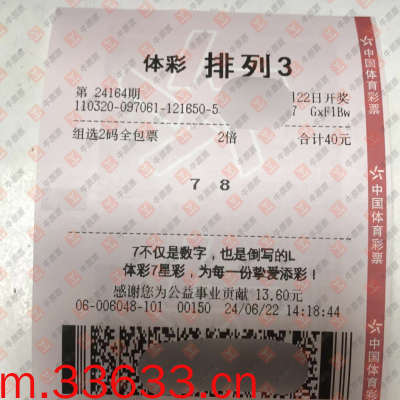 体彩 排列3
第 24164期 122日开奖
110320-097061-121650-5 7 GxF1Bw
组选2码全包票 2倍 合计40元
7 8
7不仅是数字，也是倒写的L
体彩7星彩，为每一份挚爱添彩！
感谢您为公益事业贡献 13.60元
06-006048-101 00150 24/06/22 14:18:44
m.33633.cn
中国体育彩票
中国体育彩票